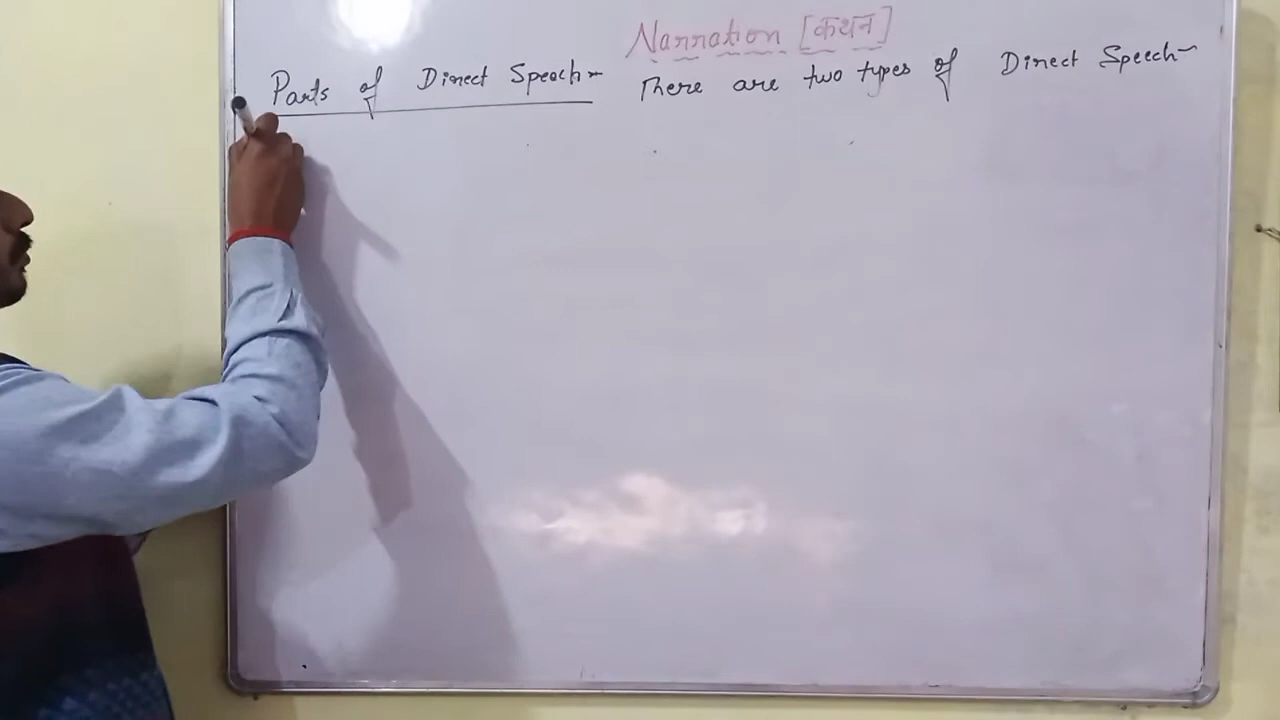 Narration [कथन]
Parts of Direct Speech- There are two types of Direct Speech-